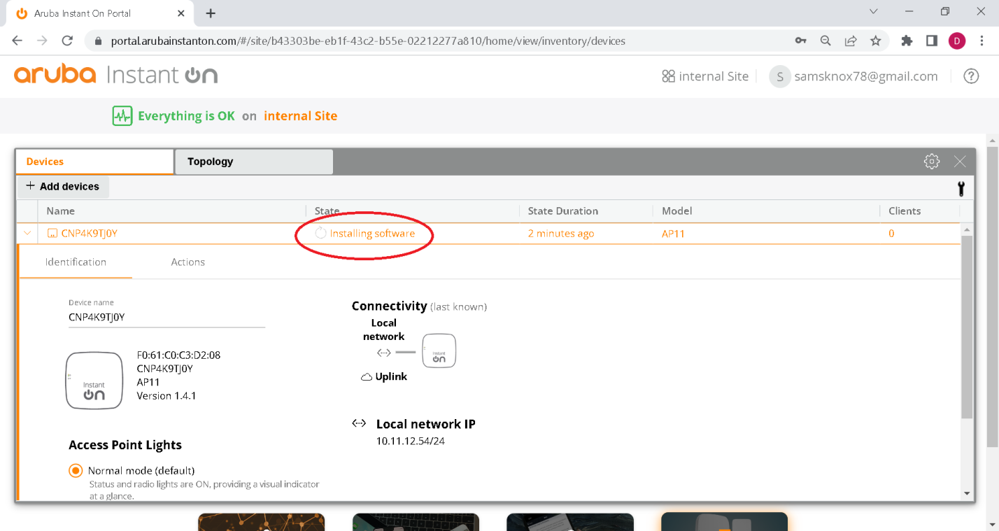 Aruba Instant On Portal
portal.arubainstanton.com/#/site/b43303be-eb1f-43c2-b55e-02212277a810/home/view/inventory/devices
D
aruba Instant On
internal Site
S samsknox78@gmail.com
?
Everything is OK on internal Site
Devices Topology
+ Add devices
Name State State Duration Model Clients
CNP4K9TJ0Y Installing software 2 minutes ago AP11 0
Identification Actions
Device name
CNP4K9TJ0Y
F0:61:C0:C3:D2:08
CNP4K9TJ0Y
AP11
Version 1.4.1
Instant
on
Access Point Lights
Normal mode (default)
Status and radio lights are ON, providing a visual indicator
at a glance.
Connectivity (last known)
Local
network
Instant
on
Uplink
Local network IP
10.11.12.54/24